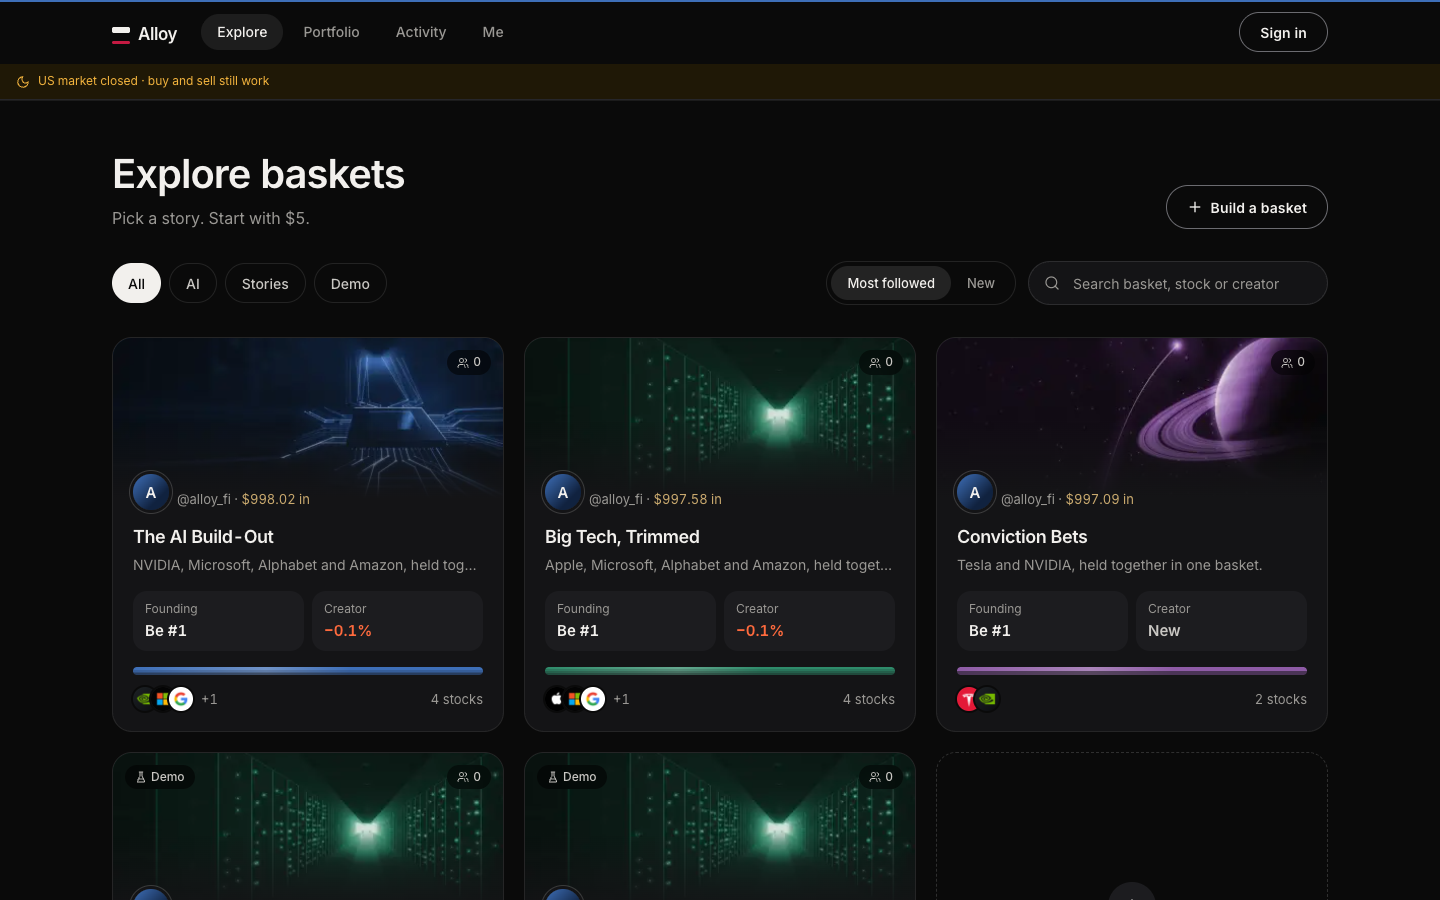 Alloy
Explore
Portfolio
Activity
Me
Sign in
US market closed · buy and sell still work
Explore baskets
Pick a story. Start with $5.
Build a basket
All
AI
Stories
Demo
Most followed
New
Search basket, stock or creator
0
A
@alloy_fi · $998.02 in
The AI Build-Out
NVIDIA, Microsoft, Alphabet and Amazon, held tog...
Founding
Be #1
Creator
−0.1%
+1
4 stocks
0
A
@alloy_fi · $997.58 in
Big Tech, Trimmed
Apple, Microsoft, Alphabet and Amazon, held toget...
Founding
Be #1
Creator
−0.1%
+1
4 stocks
0
A
@alloy_fi · $997.09 in
Conviction Bets
Tesla and NVIDIA, held together in one basket.
Founding
Be #1
Creator
New
2 stocks
Demo
0
Demo
0